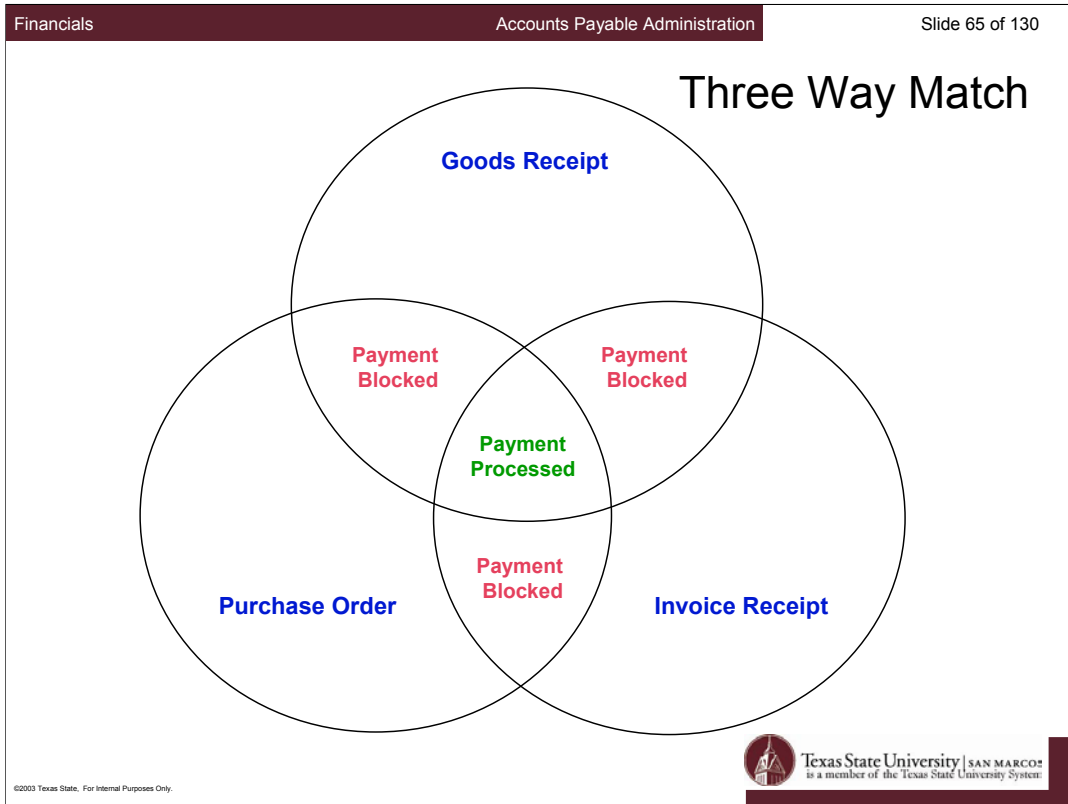 Financials
Accounts Payable Administration
Slide 65 of 130
Three Way Match
Goods Receipt
Payment
Blocked
Payment
Blocked
Payment
Processed
Payment
Blocked
Purchase Order
Invoice Receipt
Texas State University | SAN MARCOS
is a member of the Texas State University System
©2003 Texas State, For Internal Purposes Only.